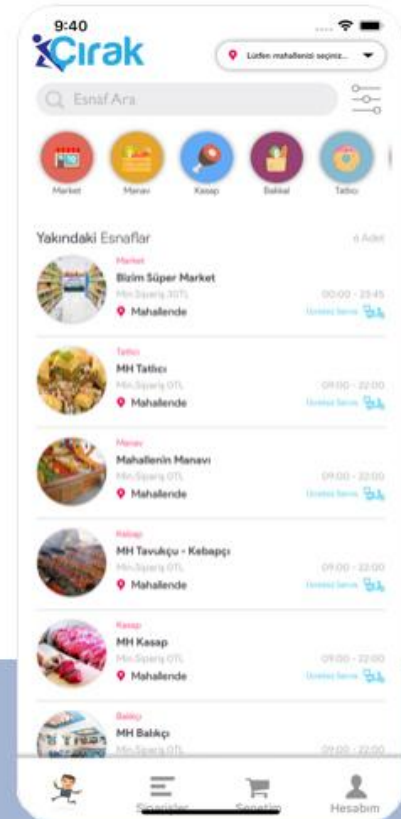 9:40
Çırak
Lütfen mahallenizi seçiniz...
Esnaf Ara
Market
Manav
Kasap
Bakkal
Tatlıcı
Yakındaki Esnaflar
6 Adet
Market
Bizim Süper Market
Min.Sipariş 30TL
00:00 - 23:45
Mahallende
Ücretsiz Servis
Tatlıcı
MH Tatlıcı
Min.Sipariş 0TL
09:00 - 22:00
Mahallende
Ücretsiz Servis
Manav
Mahallenin Manavı
Min.Sipariş 0TL
09:00 - 22:00
Mahallende
Ücretsiz Servis
Kebap
MH Tavukçu - Kebapçı
Min.Sipariş 0TL
09:00 - 22:00
Mahallende
Ücretsiz Servis
Kasap
MH Kasap
Min.Sipariş 0TL
09:00 - 22:00
Mahallende
Ücretsiz Servis
Balıkçı
MH Balıkçı
Min.Sipariş 0TL
09:00 - 22:00
Siparişler
Sepetim
Hesabım